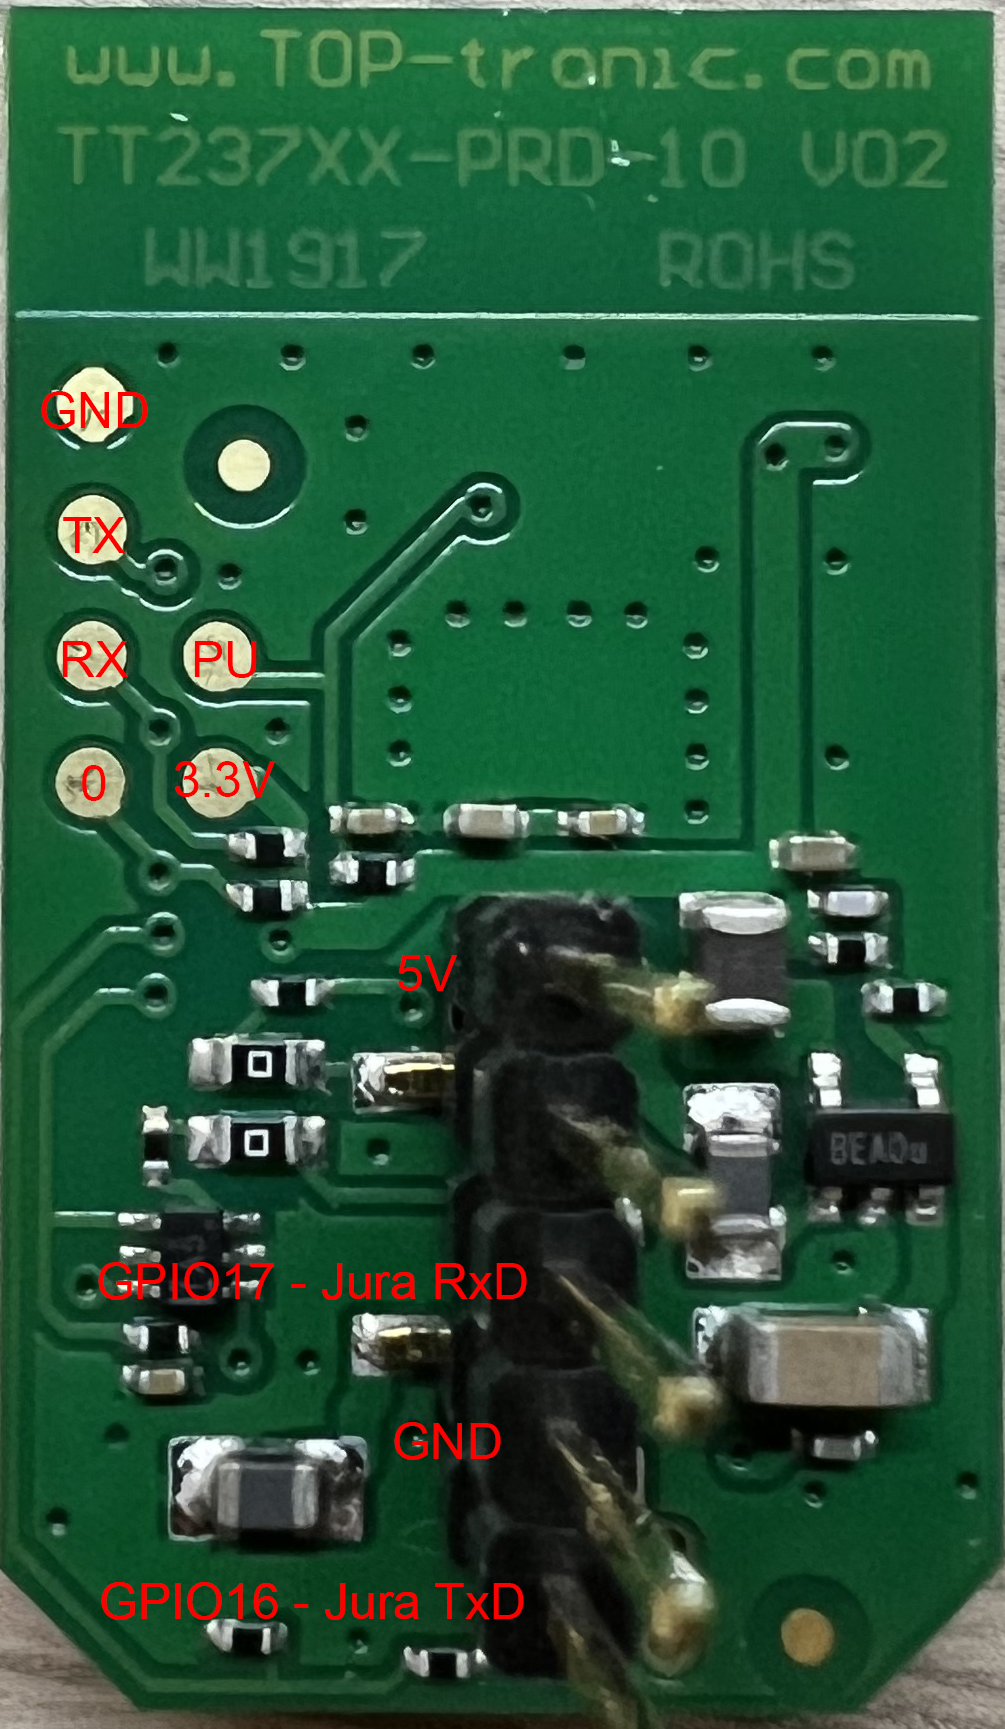 www.TOP-tronic.com
TT237XX-PRD-10 V02
WW1917 ROHS
GND
TX
RX PU
0 3.3V
5V
BEADu
GPIO17 - Jura RxD
GND
GPIO16 - Jura TxD